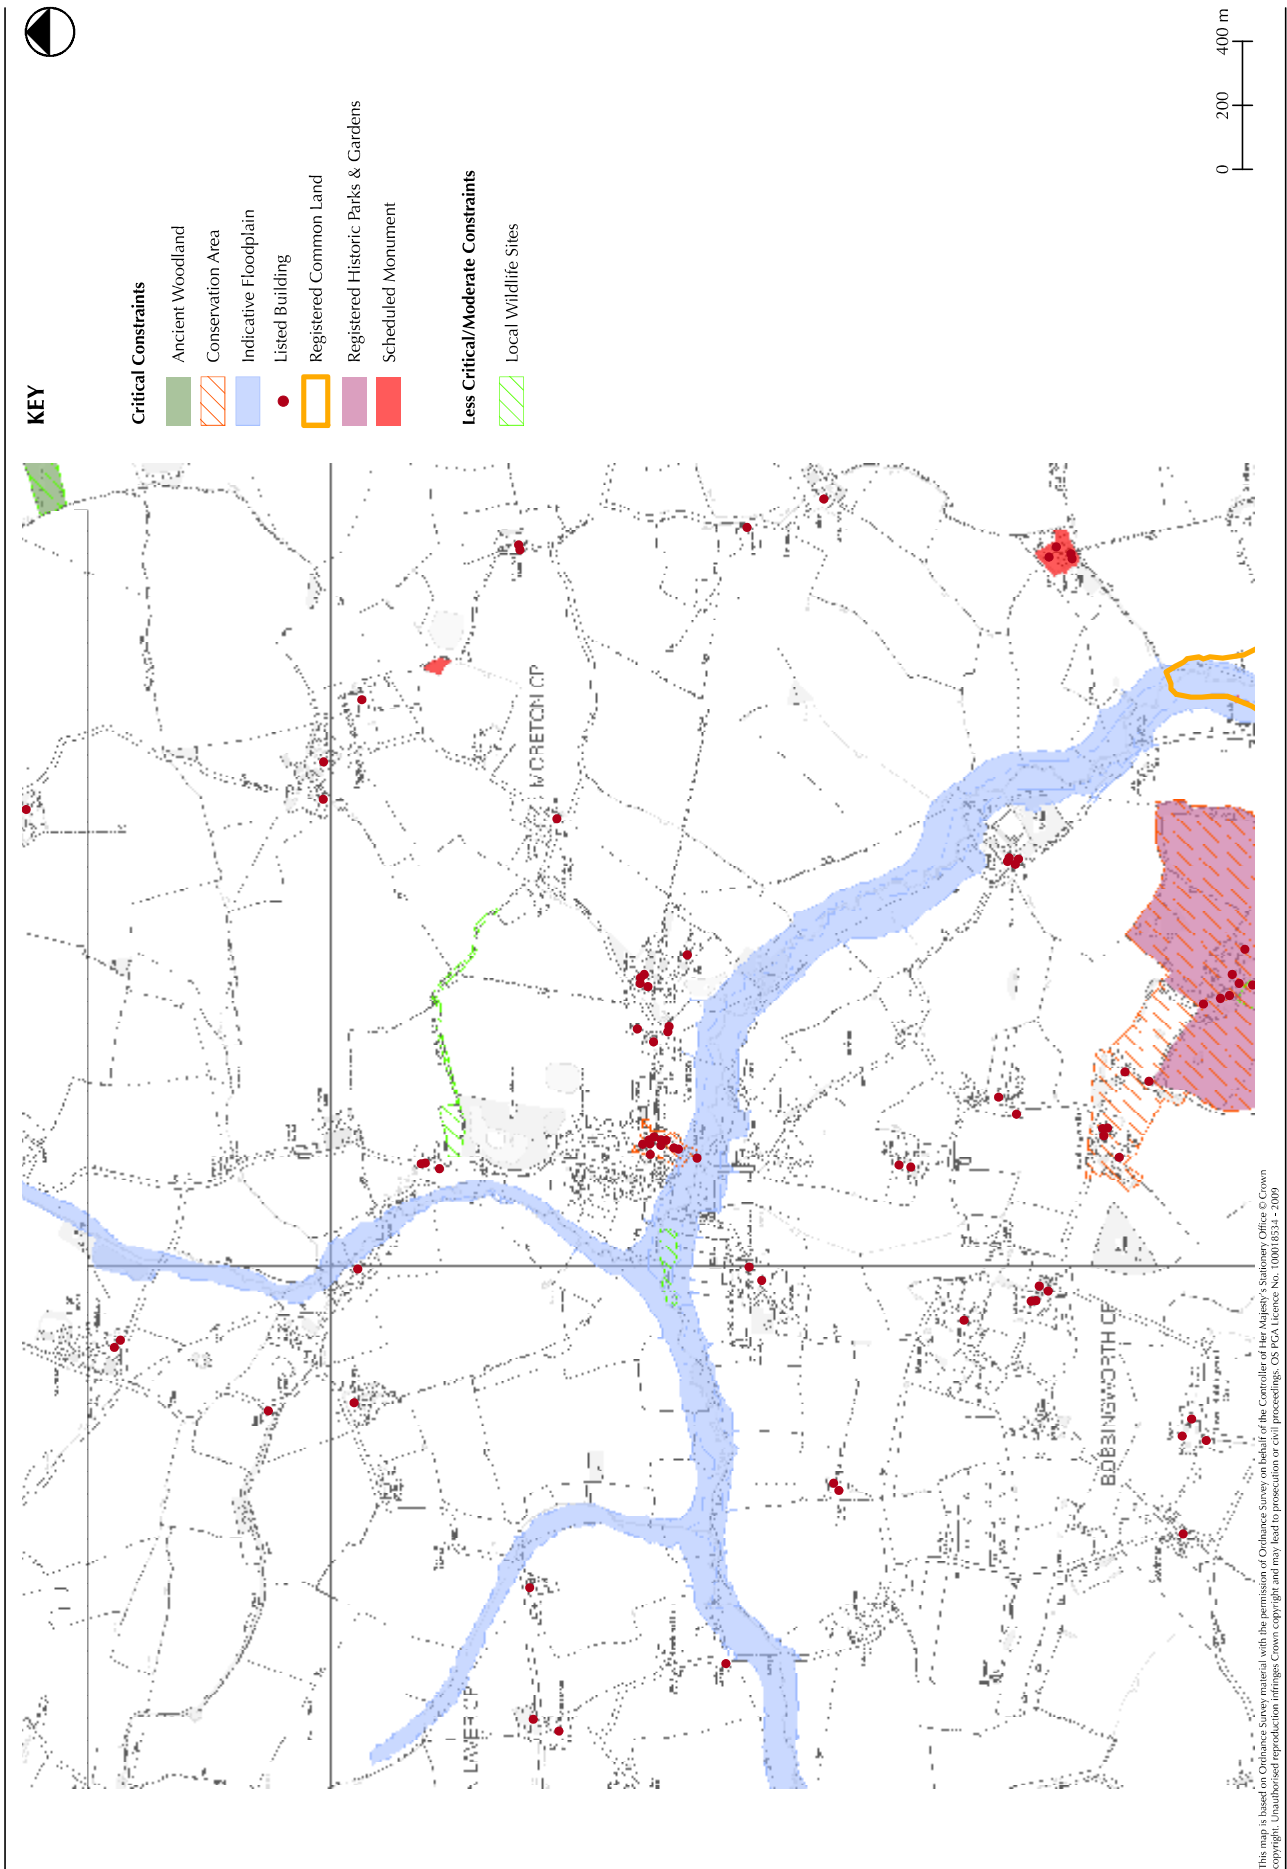 KEY
Critical Constraints
Ancient Woodland
Conservation Area
Indicative Floodplain
Listed Building
Registered Common Land
Registered Historic Parks & Gardens
Scheduled Monument
Less Critical/Moderate Constraints
Local Wildlife Sites
0 200 400 m
MORETON CP
BOBBINGWORTH CP
LAVER CP
This map is based on Ordnance Survey material with the permission of Ordnance Survey on behalf of the Controller of Her Majesty's Stationery Office © Crown
copyright. Unauthorised reproduction infringes Crown copyright and may lead to prosecution or civil proceedings. OS PGA Licence No. 100018534 - 2009